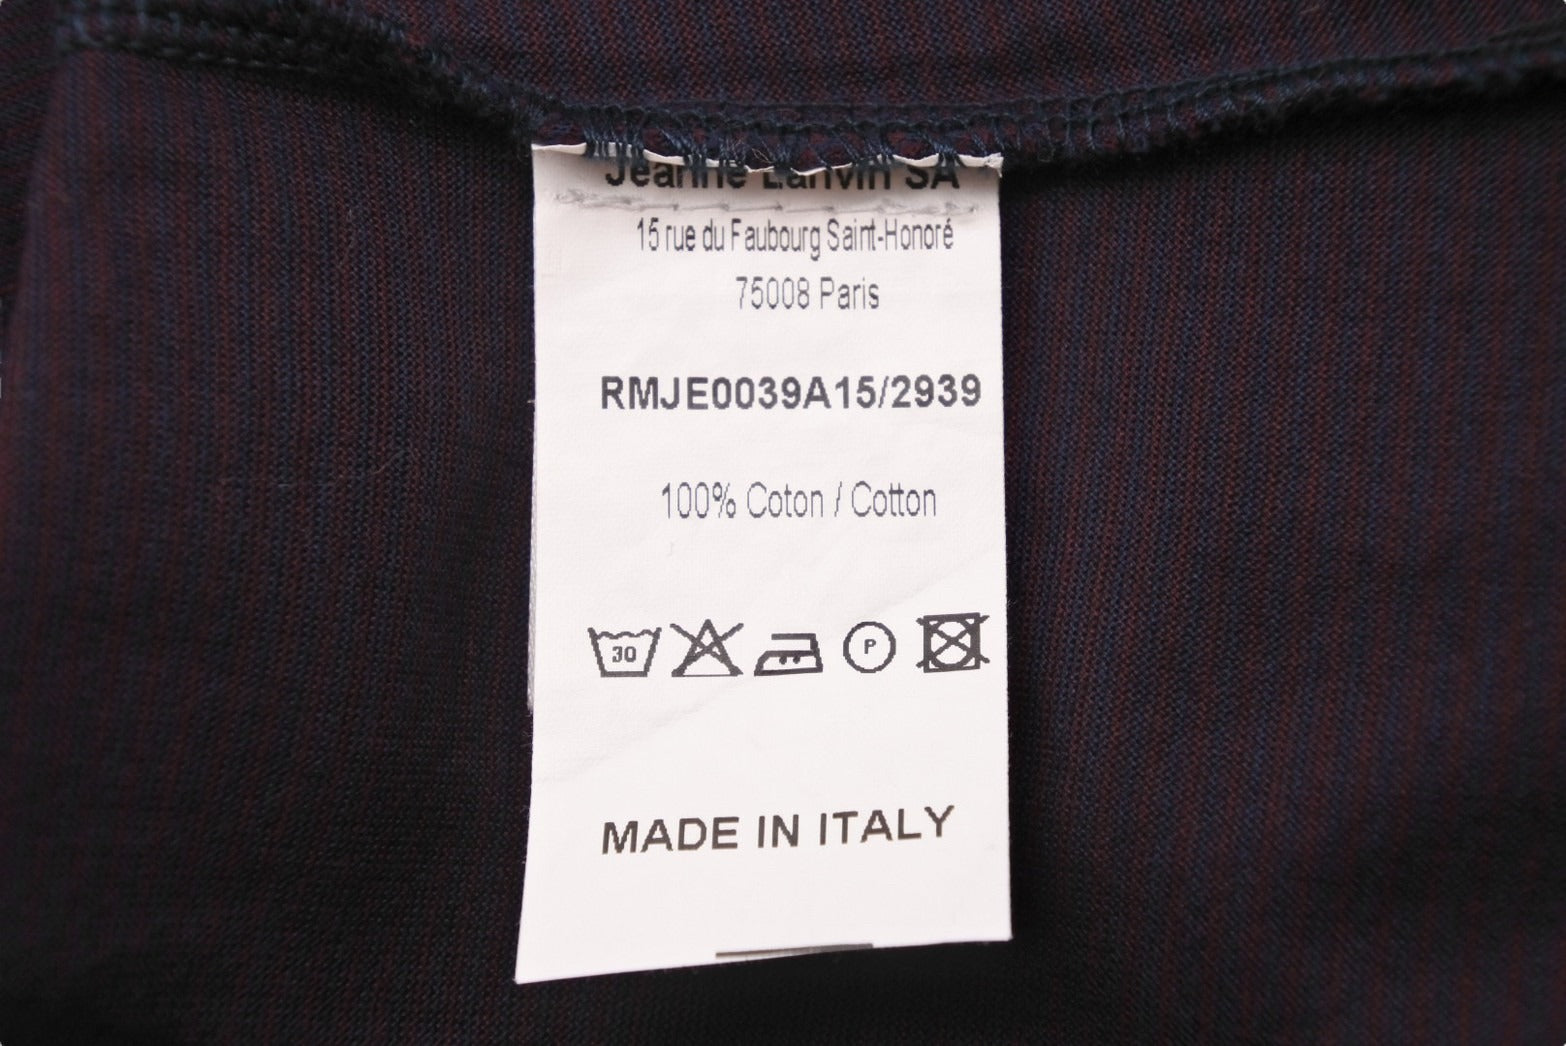 Jeanne Lanvin SA
15 rue du Faubourg Saint-Honoré
75008 Paris
RMJE0039A15/2939
100% Coton / Cotton
30 P
MADE IN ITALY